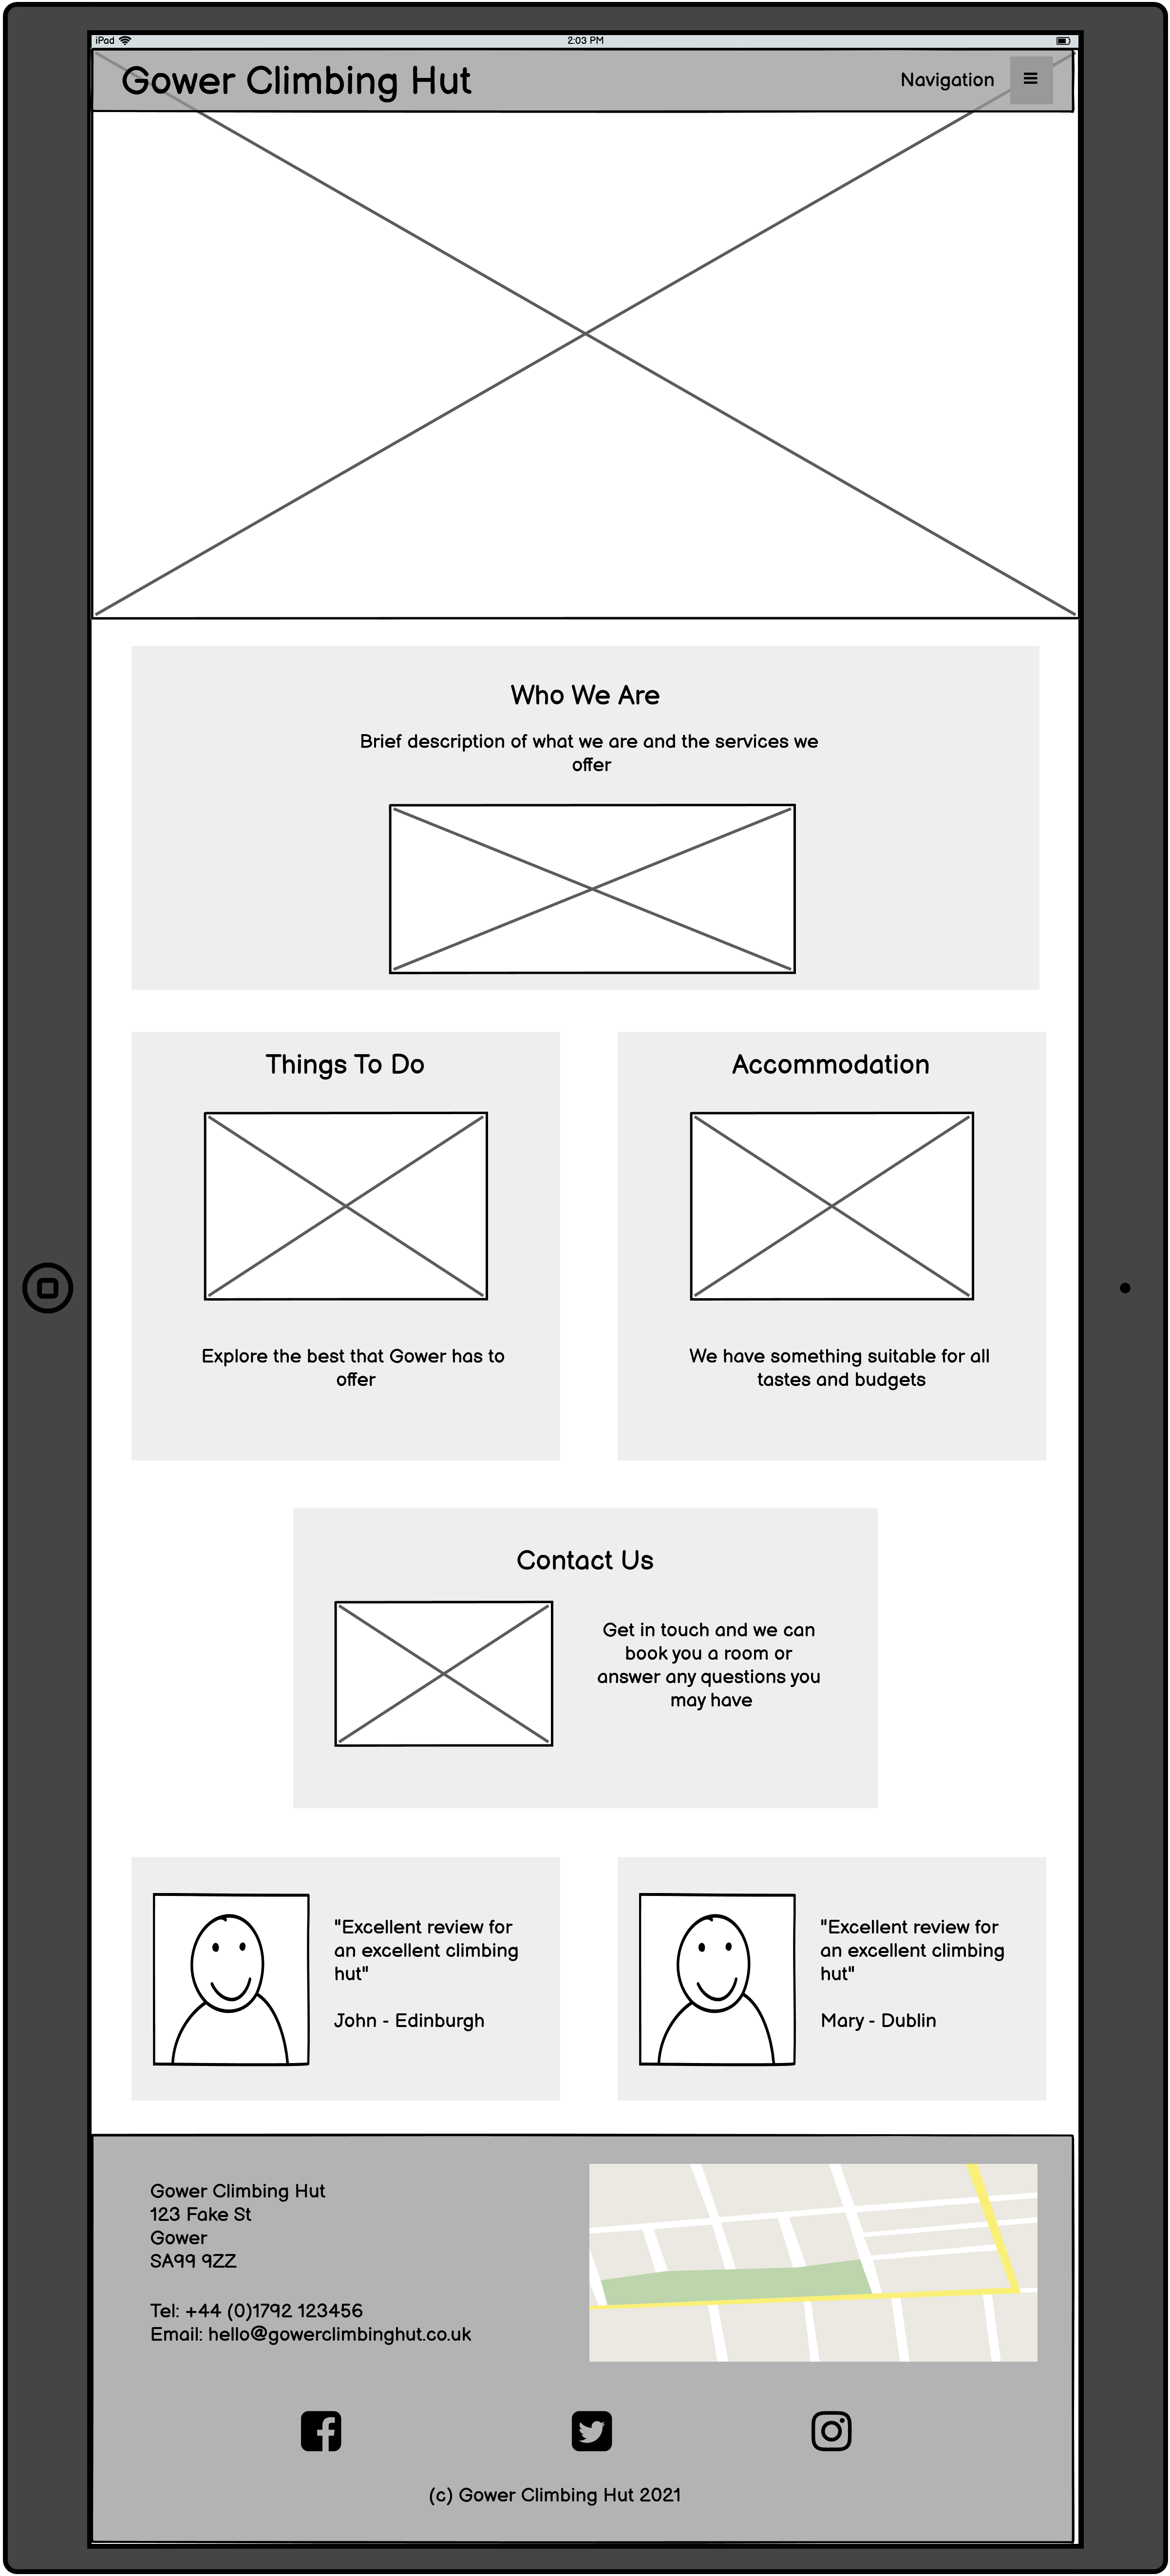 iPad
2:03 PM
Gower Climbing Hut
Navigation
Who We Are
Brief description of what we are and the services we
offer
Things To Do
Explore the best that Gower has to
offer
Accommodation
We have something suitable for all
tastes and budgets
Contact Us
Get in touch and we can
book you a room or
answer any questions you
may have
"Excellent review for
an excellent climbing
hut"
John - Edinburgh
"Excellent review for
an excellent climbing
hut"
Mary - Dublin
Gower Climbing Hut
123 Fake St
Gower
SA99 9ZZ
Tel: +44 (0)1792 123456
Email: hello@gowerclimbinghut.co.uk
(c) Gower Climbing Hut 2021